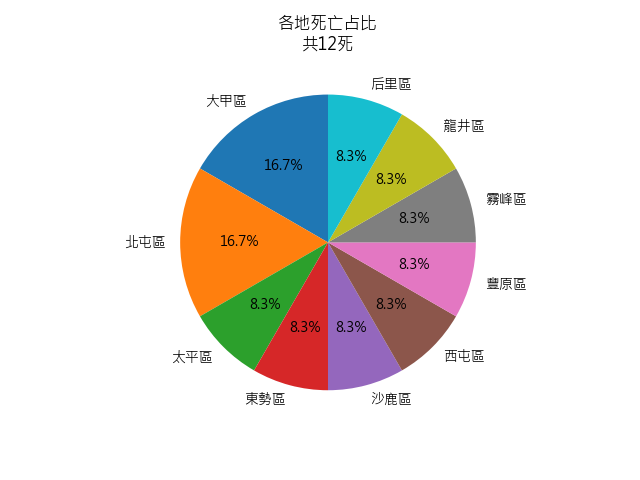 各地死亡占比
共12死
大甲區
16.7%
北屯區
16.7%
太平區
8.3%
東勢區
8.3%
沙鹿區
8.3%
西屯區
8.3%
豐原區
8.3%
霧峰區
8.3%
龍井區
8.3%
后里區
8.3%